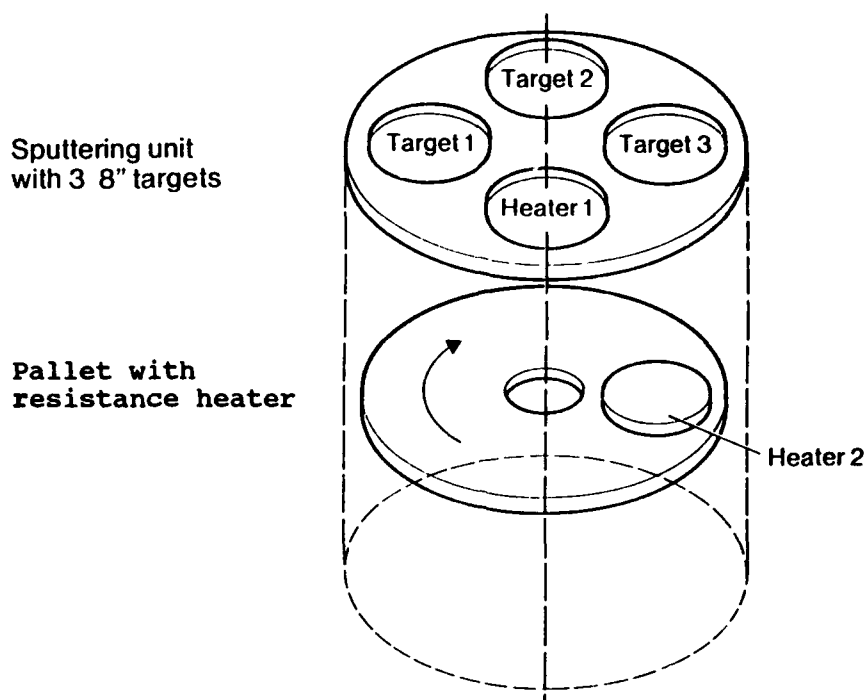 Target 2
Target 1
Target 3
Sputtering unit
with 3 8” targets
Heater 1
Pallet with
resistance heater
Heater 2